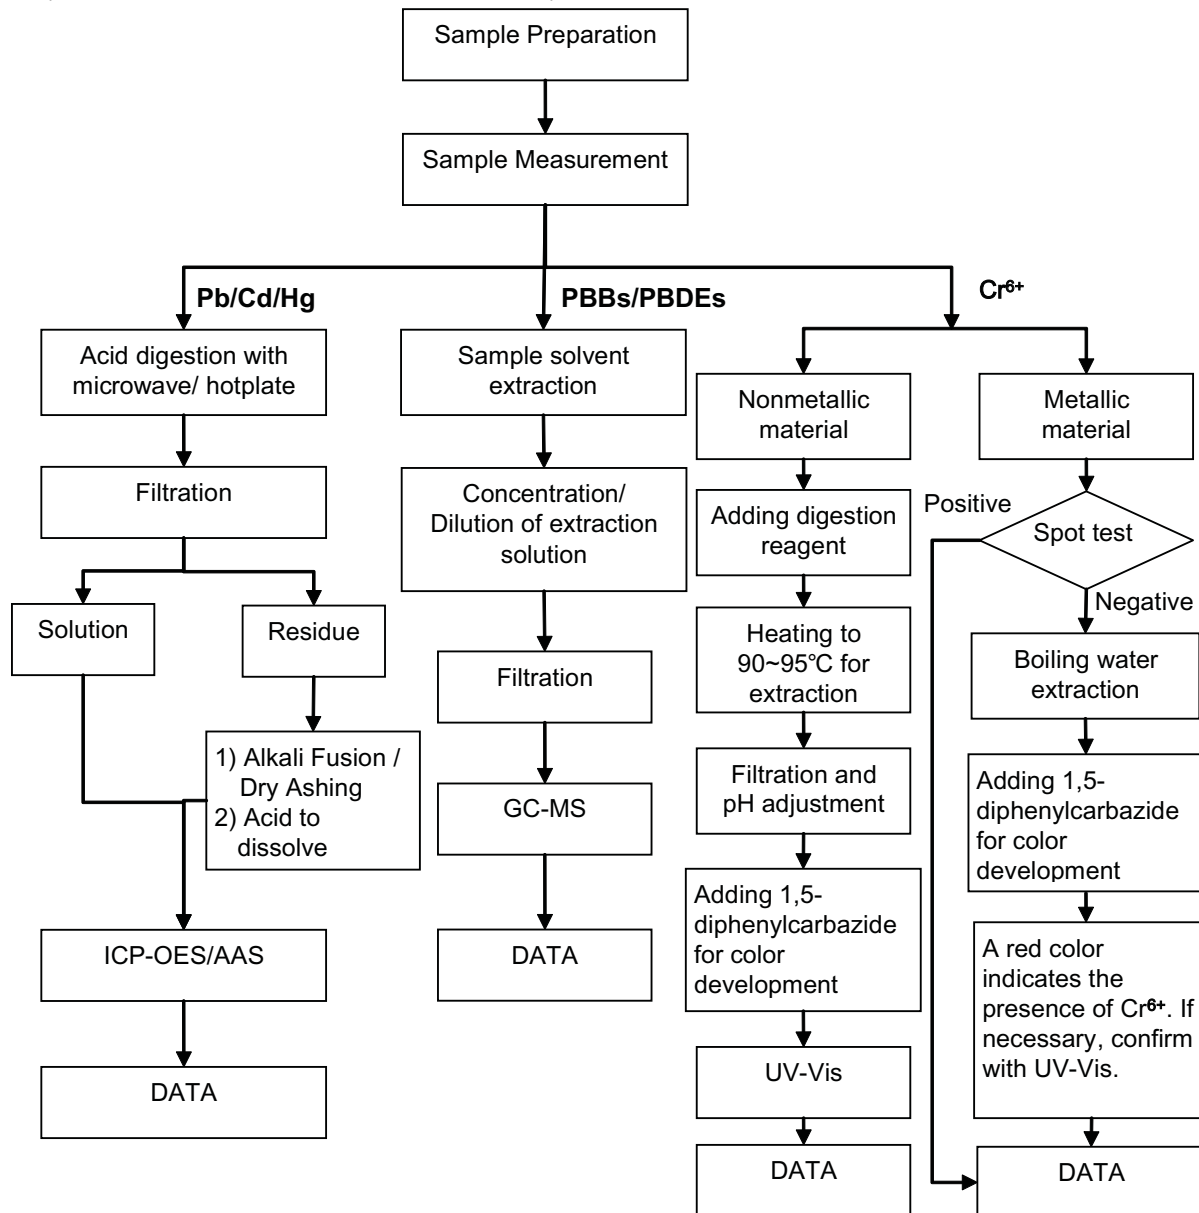 Sample Preparation
Sample Measurement
Pb/Cd/Hg
PBBs/PBDEs
Cr⁶⁺
Acid digestion with
microwave/ hotplate
Filtration
Solution
Residue
1) Alkali Fusion /
Dry Ashing
2) Acid to
dissolve
ICP-OES/AAS
DATA
Sample solvent
extraction
Concentration/
Dilution of extraction
solution
Filtration
GC-MS
DATA
Nonmetallic
material
Adding digestion
reagent
Heating to
90~95℃ for
extraction
Filtration and
pH adjustment
Adding 1,5-
diphenylcarbazide
for color
development
UV-Vis
DATA
Metallic
material
Positive
Spot test
Negative
Boiling water
extraction
Adding 1,5-
diphenylcarbazide
for color
development
A red color
indicates the
presence of Cr⁶⁺. If
necessary, confirm
with UV-Vis.
DATA